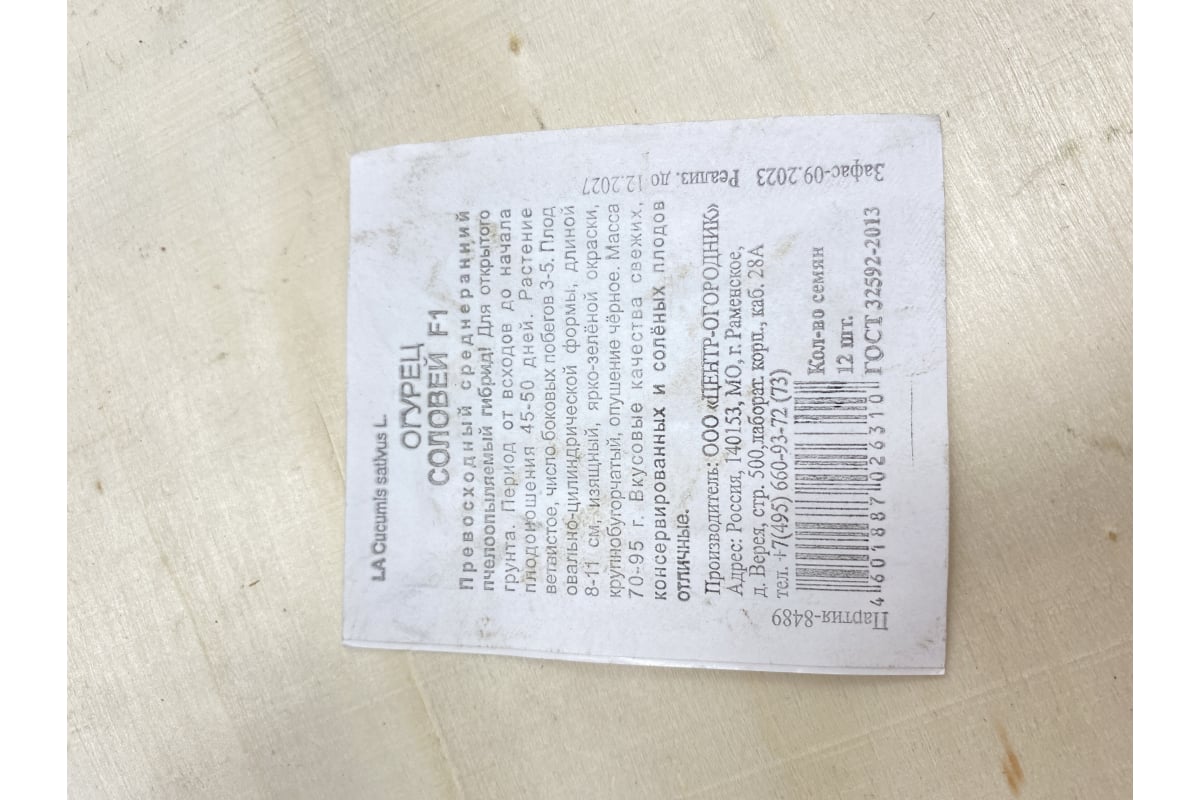 LA Cucumis sativus L.
ОГУРЕЦ
СОЛОВЕЙ F1
Превосходный среднеранний
пчелоопыляемый гибрид! Для открытого
грунта. Период от всходов до начала
плодоношения 45-50 дней. Растение
ветвистое, число боковых побегов 3-5. Плод
овально-цилиндрической формы, длиной
8-11 см, изящный, ярко-зелёной окраски,
крупнобугорчатый, опушение чёрное. Масса
70-95 г. Вкусовые качества свежих,
консервированных и солёных плодов
отличные.
Производитель: ООО «ЦЕНТР-ОГОРОДНИК»
Адрес: Россия, 140153, МО, г. Раменское,
д. Верея, стр. 500,лаборат. корп., каб. 28А
тел. +7(495) 660-93-72 (73)
Кол-во семян
12 шт.
ГОСТ 32592-2013
4 601887 026310
Партия-8489
Зафас-09.2023 Реализ. до 12.2027